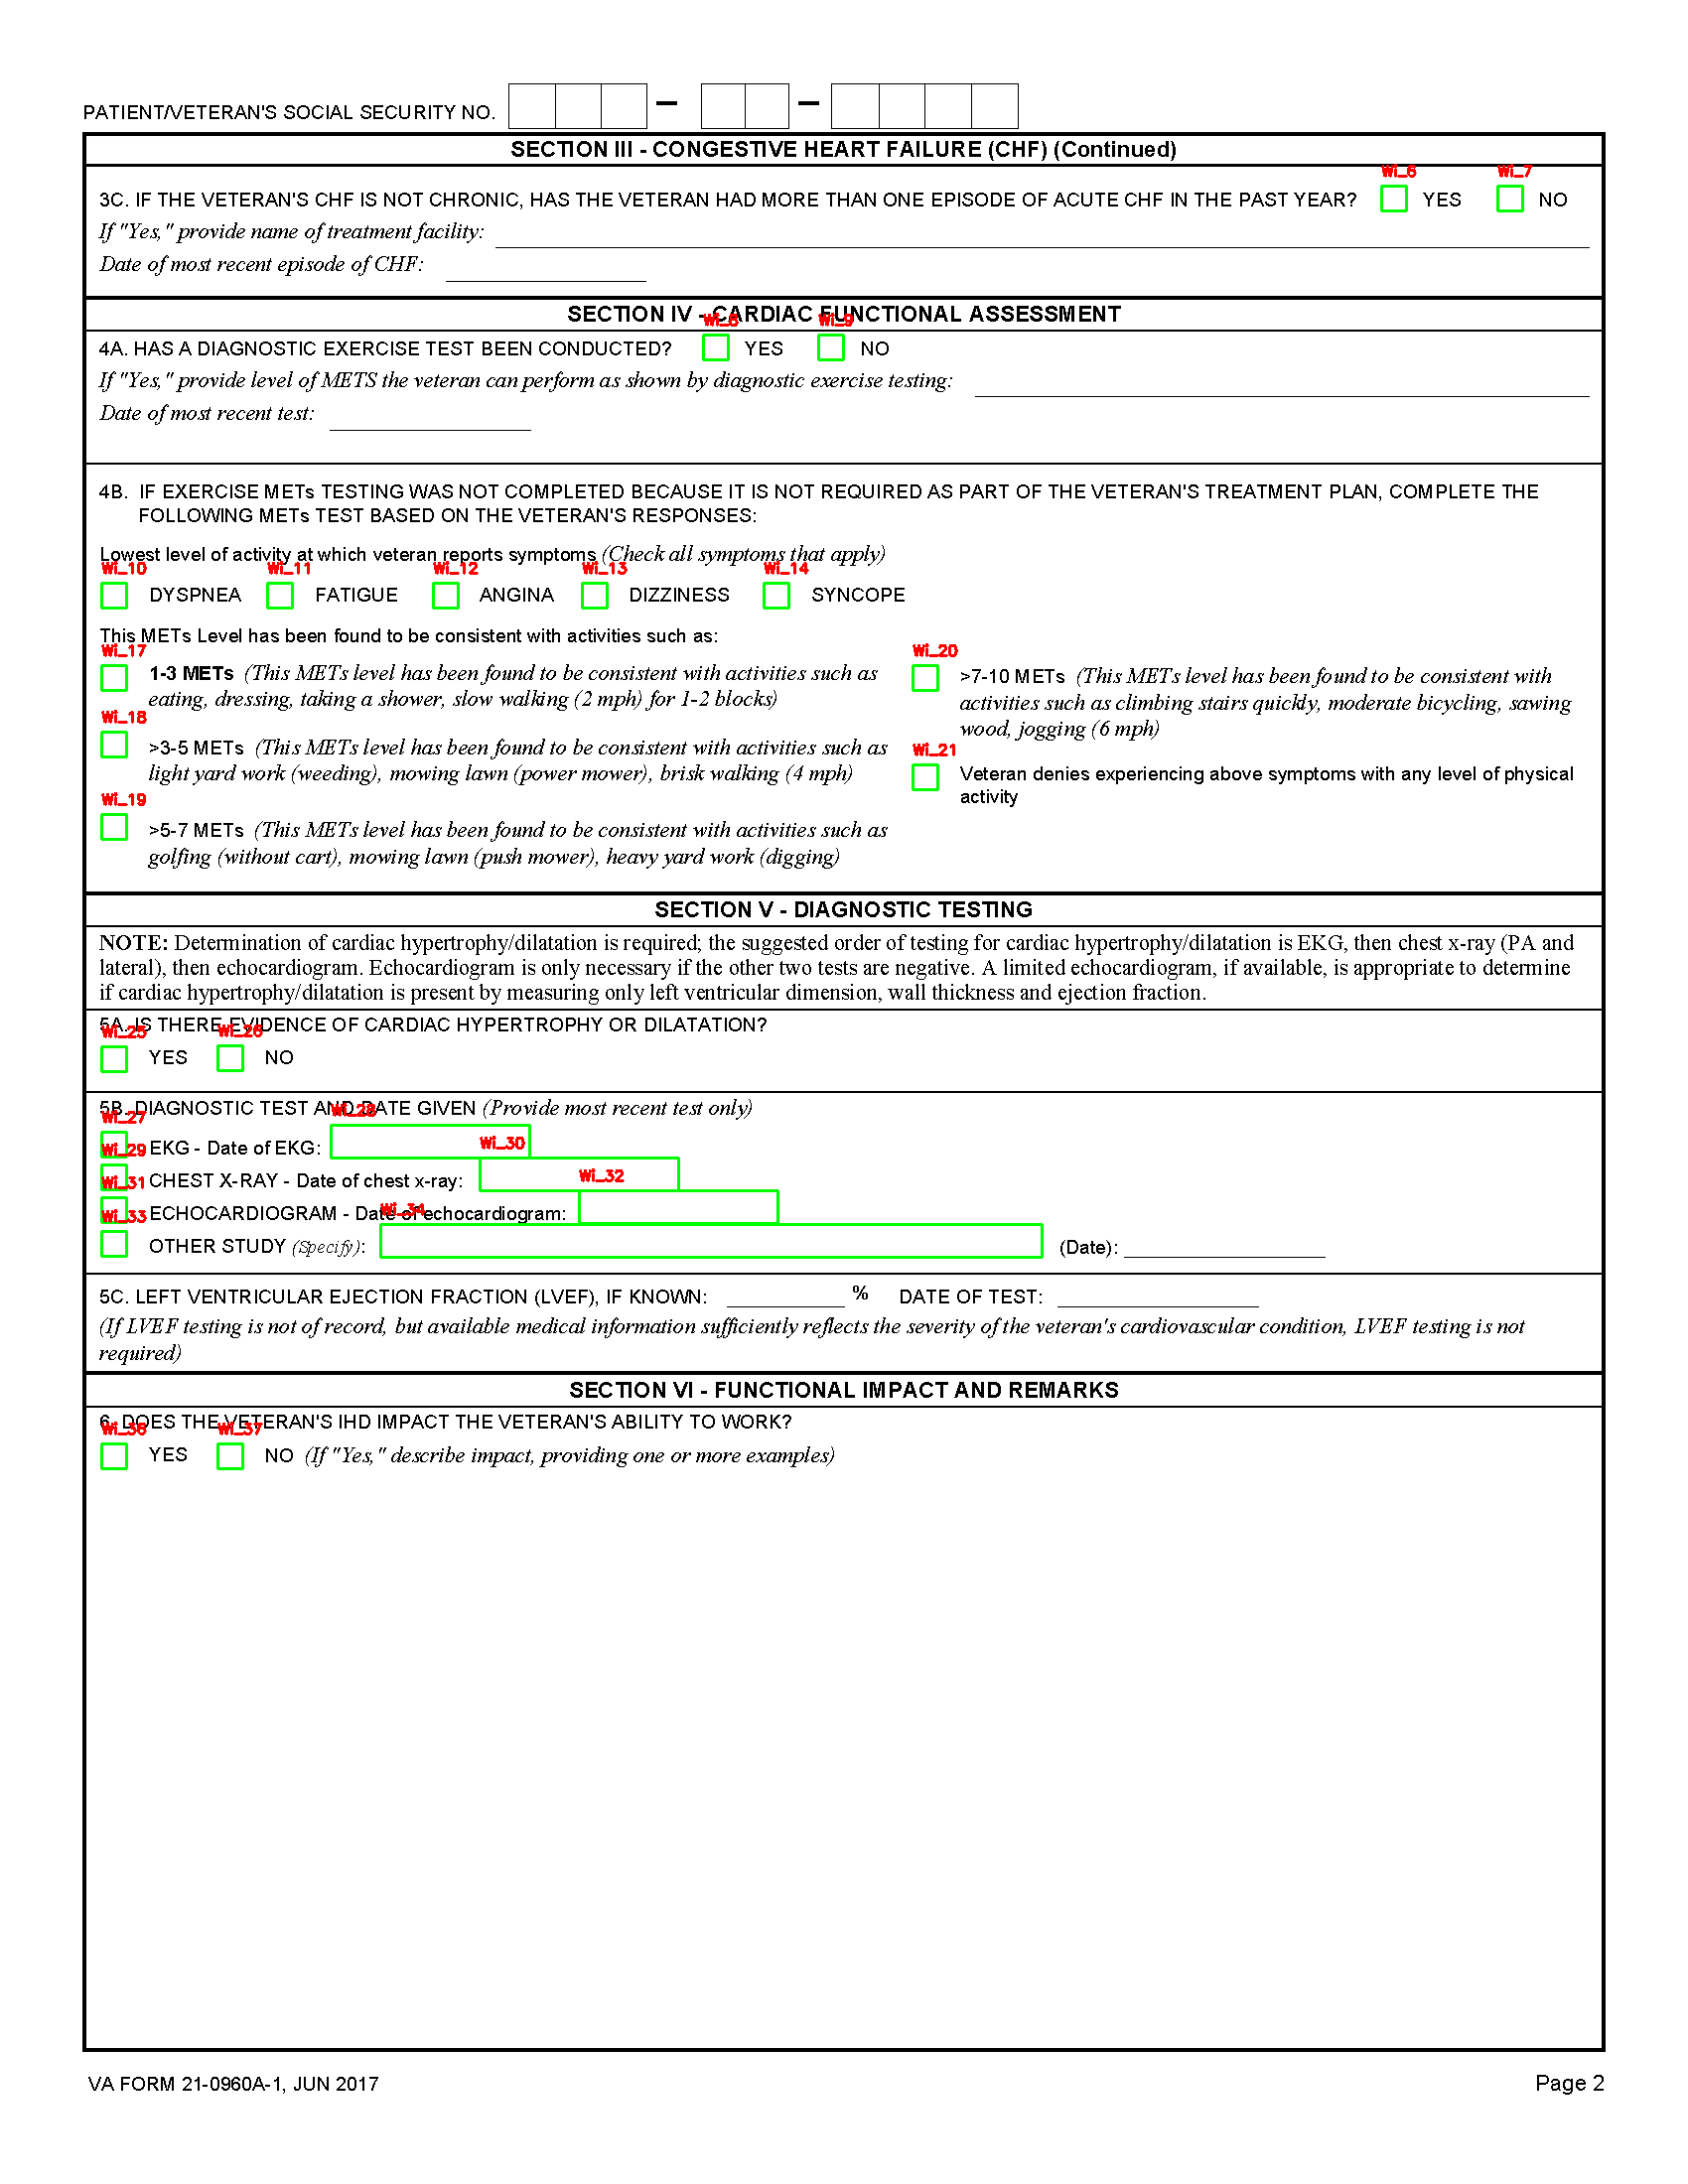 PATIENT/VETERAN'S SOCIAL SECURITY NO.
SECTION III - CONGESTIVE HEART FAILURE (CHF) (Continued)
Wi_6 Wi_7
3C. IF THE VETERAN'S CHF IS NOT CHRONIC, HAS THE VETERAN HAD MORE THAN ONE EPISODE OF ACUTE CHF IN THE PAST YEAR? YES NO
If "Yes," provide name of treatment facility:
Date of most recent episode of CHF:
SECTION IV - CARDIAC FUNCTIONAL ASSESSMENT
Wi_8 Wi_9
4A. HAS A DIAGNOSTIC EXERCISE TEST BEEN CONDUCTED? YES NO
If "Yes," provide level of METS the veteran can perform as shown by diagnostic exercise testing:
Date of most recent test:
4B. IF EXERCISE METs TESTING WAS NOT COMPLETED BECAUSE IT IS NOT REQUIRED AS PART OF THE VETERAN'S TREATMENT PLAN, COMPLETE THE
FOLLOWING METs TEST BASED ON THE VETERAN'S RESPONSES:
Lowest level of activity at which veteran reports symptoms (Check all symptoms that apply)
Wi_10 Wi_11 Wi_12 Wi_13 Wi_14
DYSPNEA FATIGUE ANGINA DIZZINESS SYNCOPE
This METs Level has been found to be consistent with activities such as:
Wi_17
1-3 METs (This METs level has been found to be consistent with activities such as
eating, dressing, taking a shower, slow walking (2 mph) for 1-2 blocks)
Wi_18
>3-5 METs (This METs level has been found to be consistent with activities such as
light yard work (weeding), mowing lawn (power mower), brisk walking (4 mph)
Wi_19
>5-7 METs (This METs level has been found to be consistent with activities such as
golfing (without cart), mowing lawn (push mower), heavy yard work (digging)
Wi_20
>7-10 METs (This METs level has been found to be consistent with
activities such as climbing stairs quickly, moderate bicycling, sawing
wood, jogging (6 mph)
Wi_21
Veteran denies experiencing above symptoms with any level of physical
activity
SECTION V - DIAGNOSTIC TESTING
NOTE: Determination of cardiac hypertrophy/dilatation is required; the suggested order of testing for cardiac hypertrophy/dilatation is EKG, then chest x-ray (PA and
lateral), then echocardiogram. Echocardiogram is only necessary if the other two tests are negative. A limited echocardiogram, if available, is appropriate to determine
if cardiac hypertrophy/dilatation is present by measuring only left ventricular dimension, wall thickness and ejection fraction.
5A. IS THERE EVIDENCE OF CARDIAC HYPERTROPHY OR DILATATION?
Wi_25 Wi_26
YES NO
5B. DIAGNOSTIC TEST AND DATE GIVEN (Provide most recent test only)
Wi_27 Wi_28
EKG - Date of EKG:
Wi_29 Wi_30
CHEST X-RAY - Date of chest x-ray:
Wi_31 Wi_32
ECHOCARDIOGRAM - Date of echocardiogram:
Wi_33 Wi_34
OTHER STUDY (Specify): (Date):
5C. LEFT VENTRICULAR EJECTION FRACTION (LVEF), IF KNOWN: % DATE OF TEST:
(If LVEF testing is not of record, but available medical information sufficiently reflects the severity of the veteran's cardiovascular condition, LVEF testing is not
required)
SECTION VI - FUNCTIONAL IMPACT AND REMARKS
6. DOES THE VETERAN'S IHD IMPACT THE VETERAN'S ABILITY TO WORK?
Wi_36 Wi_37
YES NO (If "Yes," describe impact, providing one or more examples)
VA FORM 21-0960A-1, JUN 2017
Page 2